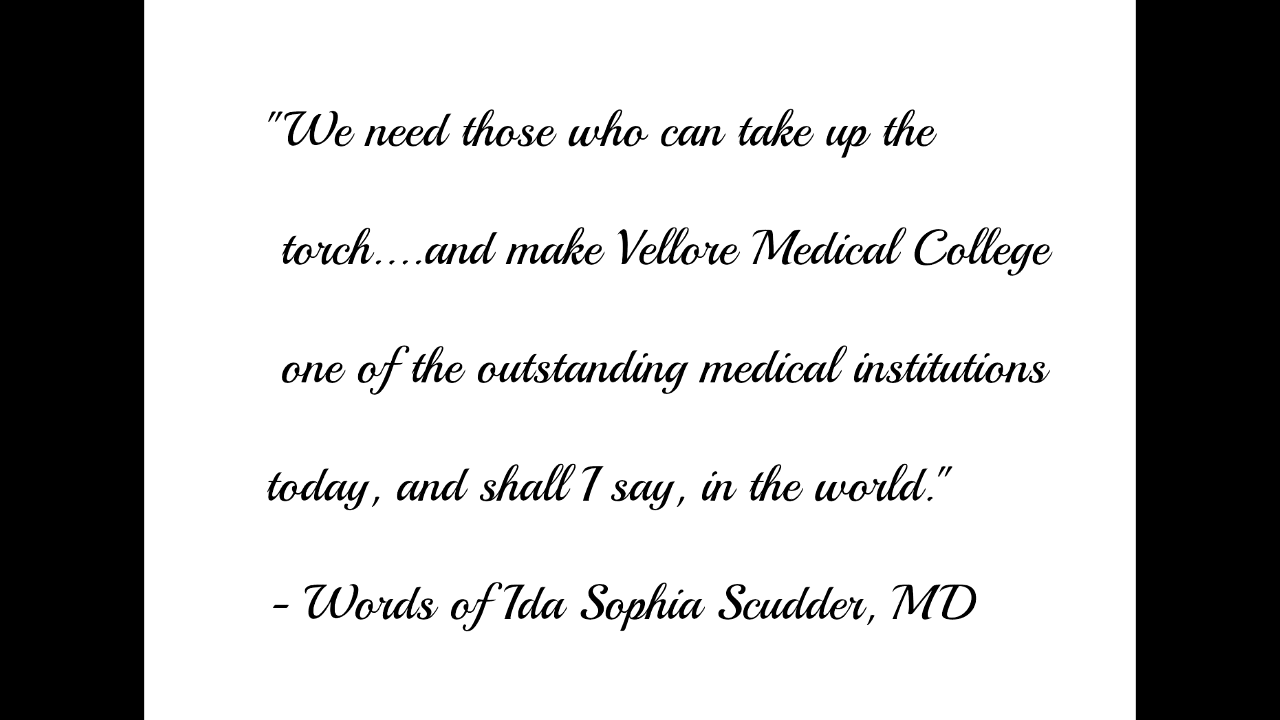 "We need those who can take up the
torch....and make Vellore Medical College
one of the outstanding medical institutions
today, and shall I say, in the world."
- Words of Ida Sophia Scudder, MD